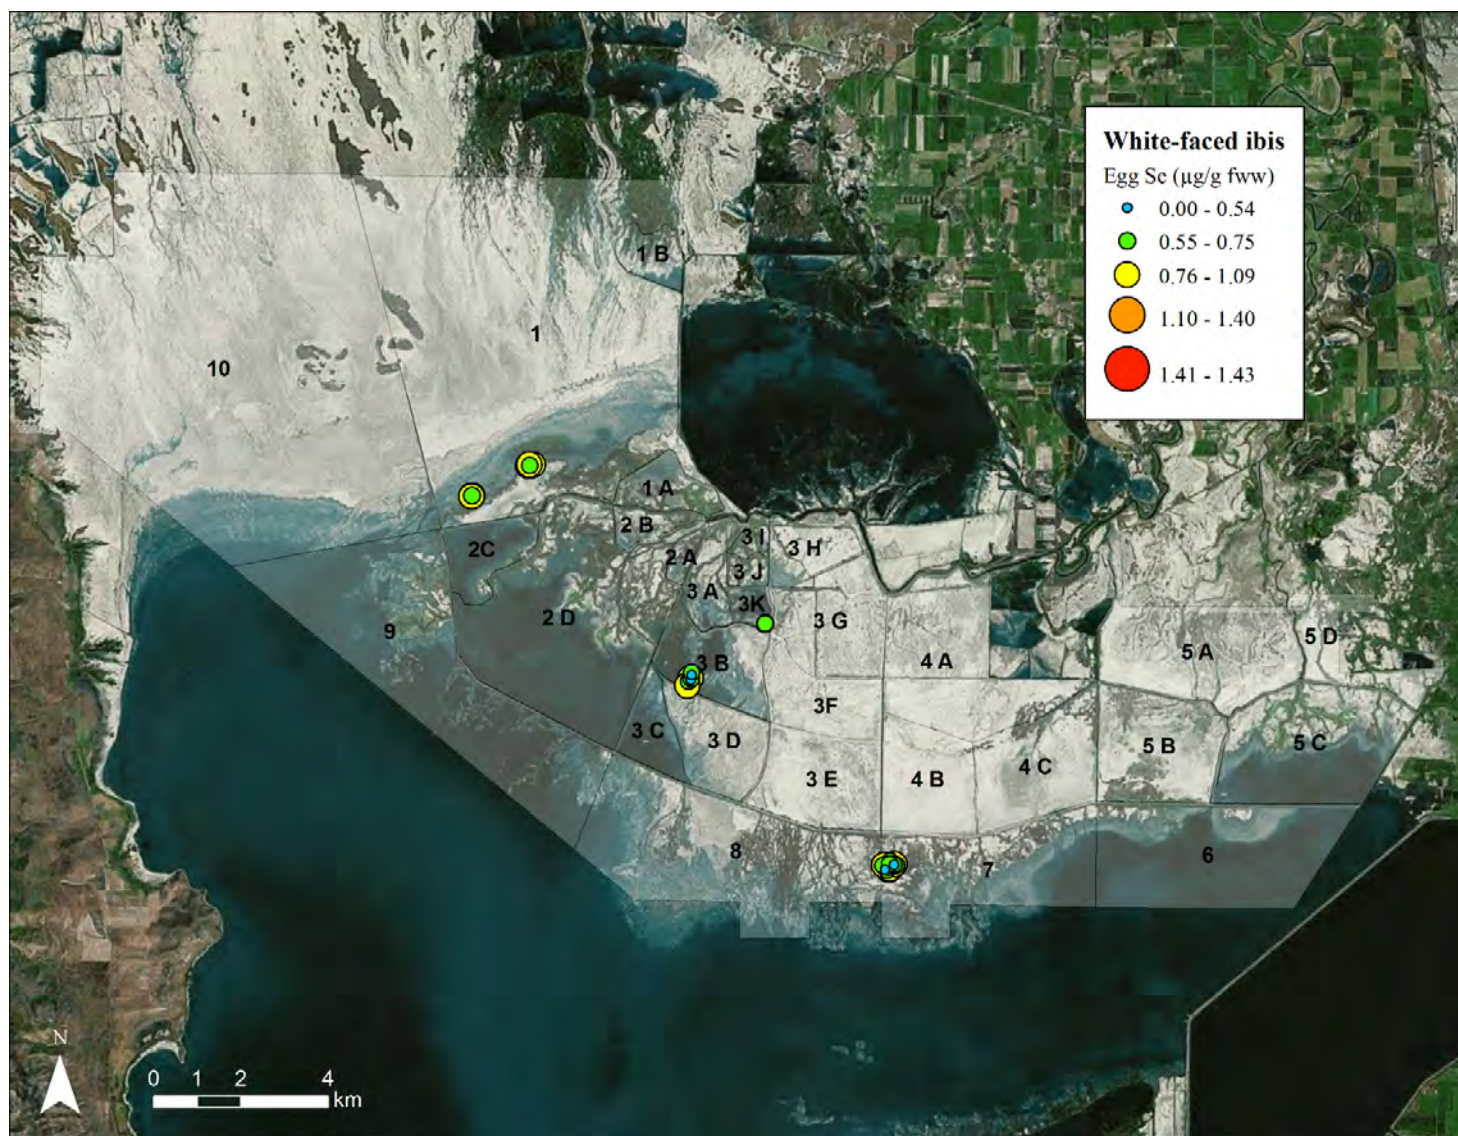 White-faced ibis
Egg Se (µg/g fww)
0.00 - 0.54
0.55 - 0.75
0.76 - 1.09
1.10 - 1.40
1.41 - 1.43
1 B
1
10
1 A
2 B
3 I
3 H
2C
2 A
3 J
3 A
3K
2 D
3 G
9
5 D
5 A
3 B
4 A
3F
3 C
3 D
5 C
5 B
4 C
3 E
4 B
8
6
7
N
0 1 2 4
km